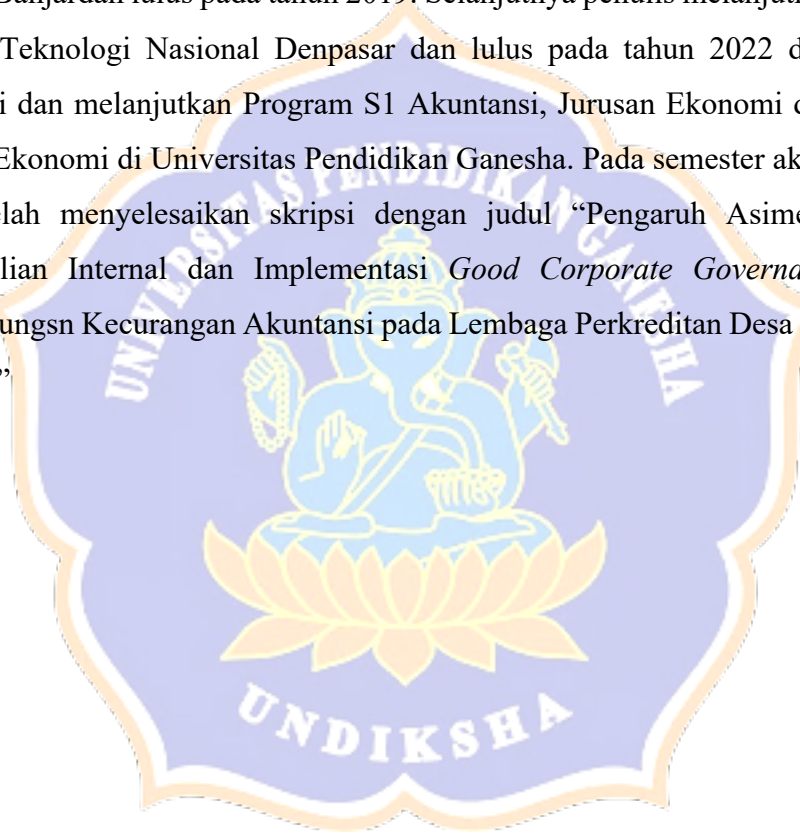 Banjardan lulus pada tahun 2019. Selanjutnya penulis melanjut
Teknologi Nasional Denpasar dan lulus pada tahun 2022 d
i dan melanjutkan Program S1 Akuntansi, Jurusan Ekonomi d
Ekonomi di Universitas Pendidikan Ganesha. Pada semester ak
elah menyelesaikan skripsi dengan judul “Pengaruh Asime
lian Internal dan Implementasi Good Corporate Governa
ungsn Kecurangan Akuntansi pada Lembaga Perkreditan Desa
”
UNIVERSITAS PENDIDIKAN GANESHA
UNDIKSHA